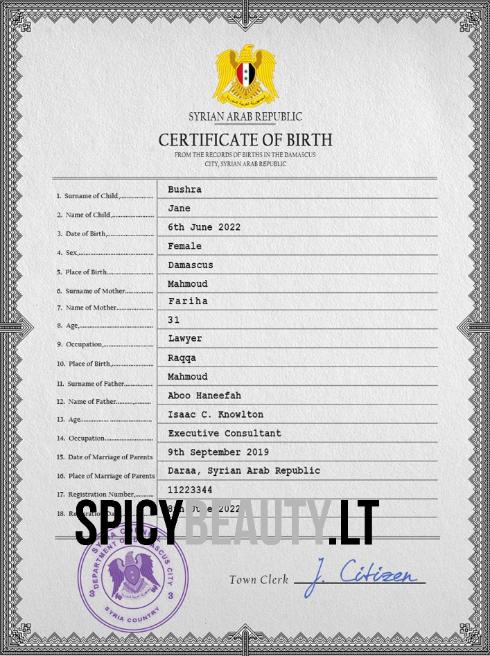 SYRIAN ARAB REPUBLIC
CERTIFICATE OF BIRTH
FROM THE RECORDS OF BIRTHS IN THE DAMASCUS
CITY, SYRIAN ARAB REPUBLIC
1. Surname of Child, Bushra
2. Name of Child Jane
3. Date of Birth, 6th June 2022
4. Sex, Female
5. Place of Birth Damascus
6. Surname of Mother Mahmoud
7. Name of Mother Fariha
8. Age, 31
9. Occupation, Lawyer
10. Place of Birth, Raqqa
11. Surname of Father Mahmoud
12. Name of Father Aboo Haneefah
13. Age Isaac C. Knowlton
14. Occupation Executive Consultant
15. Date of Marriage of Parents 9th September 2019
16. Place of Marriage of Parents Daraa, Syrian Arab Republic
17. Registration Number, 11223344
18. 2022
SPICYBEAUTY.LT
DEPARTMENT OF DAMASCUS CITY
SYRIA COUNTRY
3 3
Town Clerk J. Citizen